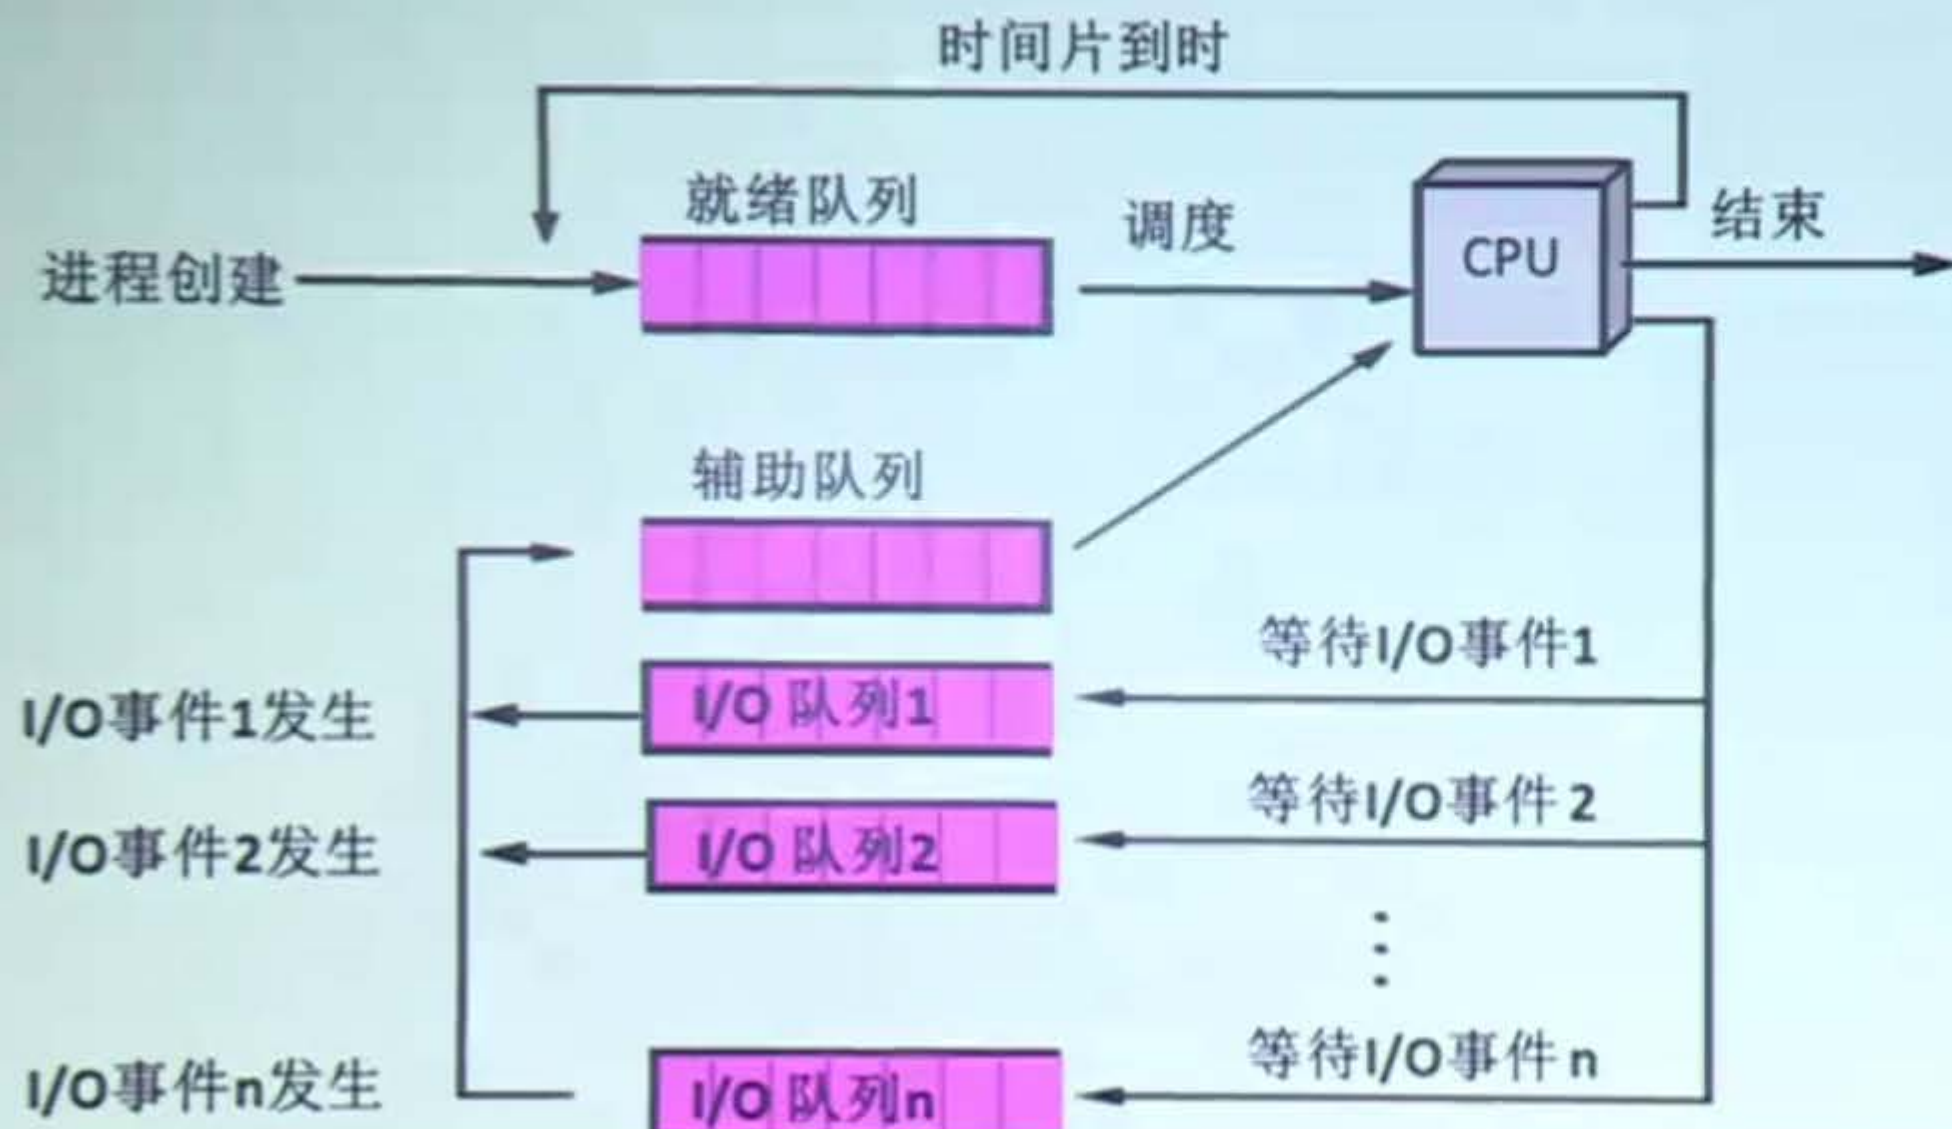 时间片到时
就绪队列
调度
CPU
结束
进程创建
辅助队列
等待I/O事件1
I/O事件1发生
I/O 队列1
等待I/O事件2
I/O事件2发生
I/O 队列2
等待I/O事件n
I/O事件n发生
I/O 队列n